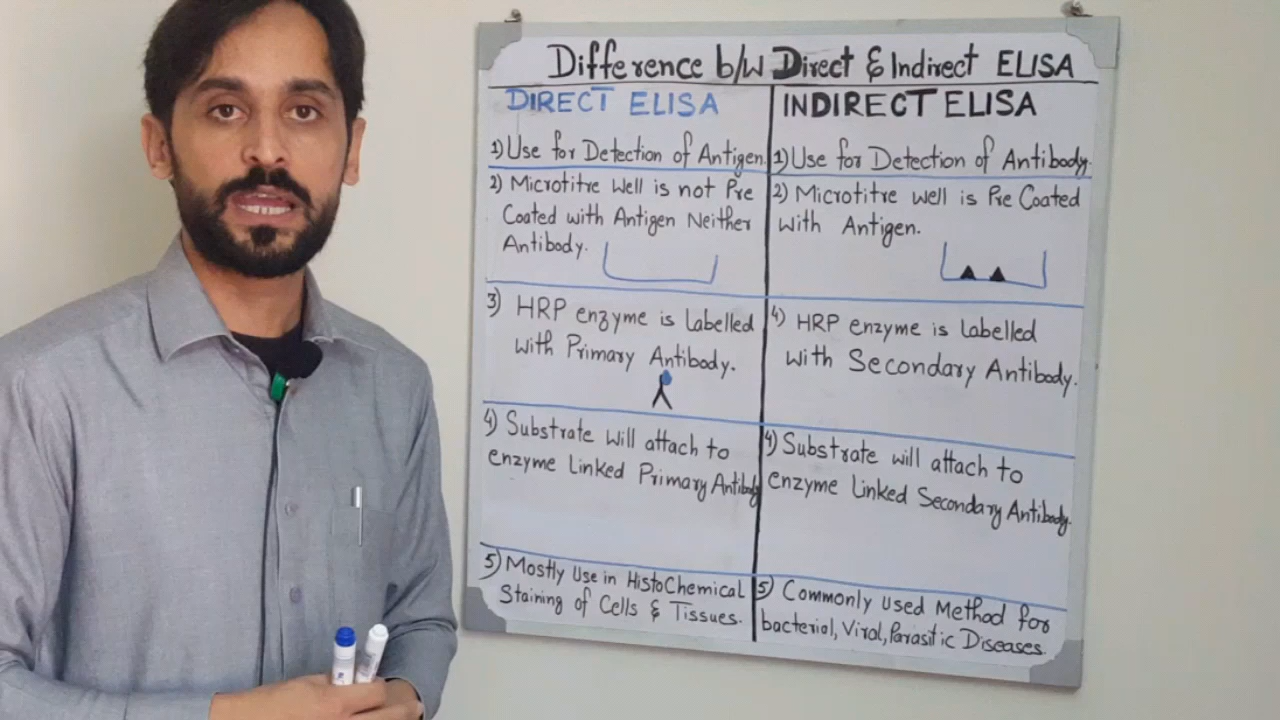 Difference b/w Direct & Indirect ELISA
DIRECT ELISA
1) Use for Detection of Antigen.
2) Microtitre Well is not Pre
Coated with Antigen Neither
Antibody.
3) HRP enzyme is Labelled
with Primary Antibody.
4) Substrate will attach to
enzyme Linked Primary Antibody
5) Mostly Use in HistoChemical
Staining of Cells & Tissues.
INDIRECT ELISA
1) Use for Detection of Antibody.
2) Microtitre well is Pre Coated
With Antigen.
4) HRP enzyme is Labelled
with Secondary Antibody.
4) Substrate will attach to
enzyme Linked Secondary Antibody.
5) Commonly used Method for
bacterial, Viral, Parasitic Diseases.